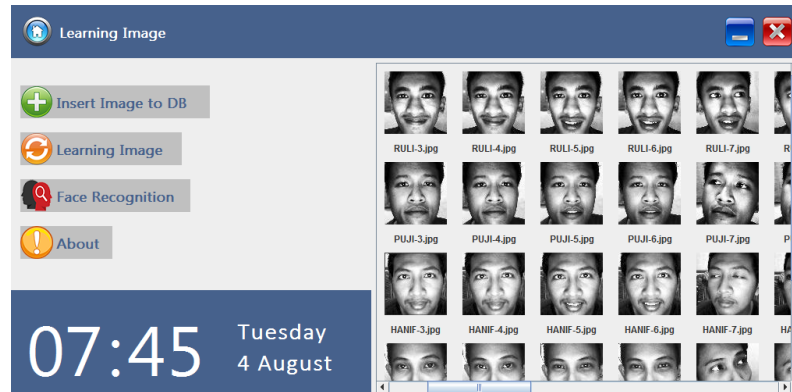 Learning Image
Insert Image to DB
Learning Image
Face Recognition
About
07:45
Tuesday
4 August
RULI-3.jpg RULI-4.jpg RULI-5.jpg RULI-6.jpg RULI-7.jpg R
PUJI-3.jpg PUJI-4.jpg PUJI-5.jpg PUJI-6.jpg PUJI-7.jpg P
HANIF-3.jpg HANIF-4.jpg HANIF-5.jpg HANIF-6.jpg HANIF-7.jpg HA